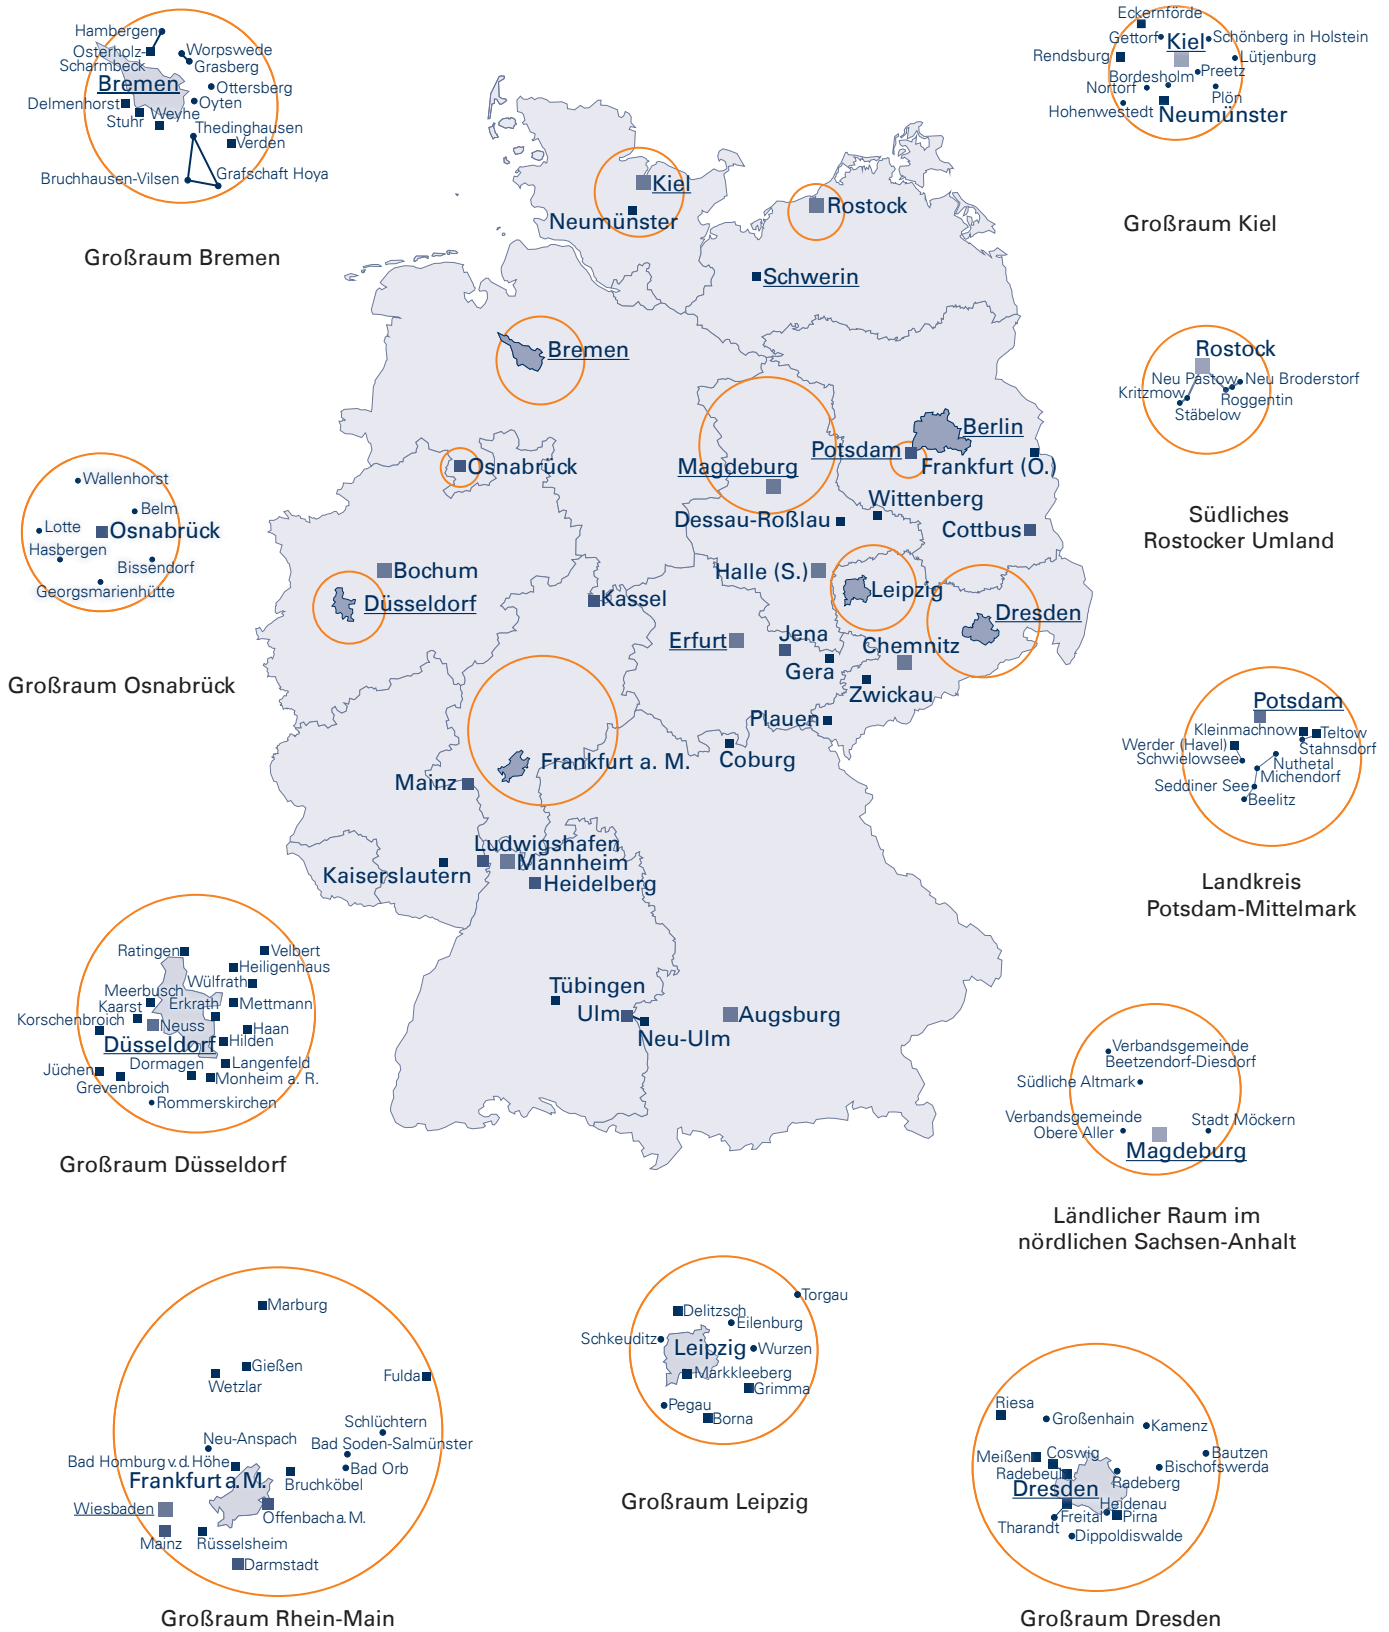 Hambergen
Osterholz-
Scharmbeck
Worpswede
Grasberg
Bremen
Ottersberg
Delmenhorst
Oyten
Stuhr
Weyhe
Thedinghausen
Verden
Bruchhausen-Vilsen
Grafschaft Hoya
Großraum Bremen
Eckernförde
Gettorf
Kiel
Schönberg in Holstein
Rendsburg
Lütjenburg
Bordesholm
Preetz
Nortorf
Plön
Hohenwestedt
Neumünster
Großraum Kiel
Kiel
Neumünster
Rostock
Schwerin
Bremen
Berlin
Potsdam
Osnabrück
Magdeburg
Frankfurt (O.)
Wittenberg
Dessau-Roßlau
Cottbus
Bochum
Halle (S.)
Düsseldorf
Kassel
Leipzig
Dresden
Erfurt
Jena
Chemnitz
Gera
Zwickau
Plauen
Coburg
Frankfurt a. M.
Mainz
Ludwigshafen
Mannheim
Kaiserslautern
Heidelberg
Tübingen
Ulm
Augsburg
Neu-Ulm
Rostock
Neu Pastow
Neu Broderstorf
Kritzmow
Roggentin
Stäbelow
Südliches
Rostocker Umland
Wallenhorst
Belm
Lotte
Osnabrück
Hasbergen
Bissendorf
Georgsmarienhütte
Großraum Osnabrück
Potsdam
Kleinmachnow
Teltow
Werder (Havel)
Stahnsdorf
Schwielowsee
Nuthetal
Michendorf
Seddiner See
Beelitz
Landkreis
Potsdam-Mittelmark
Ratingen
Velbert
Heiligenhaus
Wülfrath
Meerbusch
Kaarst
Erkrath
Mettmann
Korschenbroich
Neuss
Haan
Düsseldorf
Hilden
Dormagen
Langenfeld
Jüchen
Monheim a. R.
Grevenbroich
Rommerskirchen
Großraum Düsseldorf
Verbandsgemeinde
Beetzendorf-Diesdorf
Südliche Altmark
Verbandsgemeinde
Obere Aller
Stadt Möckern
Magdeburg
Ländlicher Raum im
nördlichen Sachsen-Anhalt
Marburg
Gießen
Wetzlar
Fulda
Schlüchtern
Neu-Anspach
Bad Soden-Salmünster
Bad Homburg v. d. Höhe
Bad Orb
Frankfurt a. M.
Bruchköbel
Wiesbaden
Offenbach a. M.
Mainz
Rüsselsheim
Darmstadt
Großraum Rhein-Main
Torgau
Delitzsch
Eilenburg
Schkeuditz
Leipzig
Wurzen
Markkleeberg
Grimma
Pegau
Borna
Großraum Leipzig
Riesa
Großenhain
Kamenz
Meißen
Coswig
Bautzen
Radebeul
Bischofswerda
Dresden
Radeberg
Heidenau
Freital
Pirna
Tharandt
Dippoldiswalde
Großraum Dresden